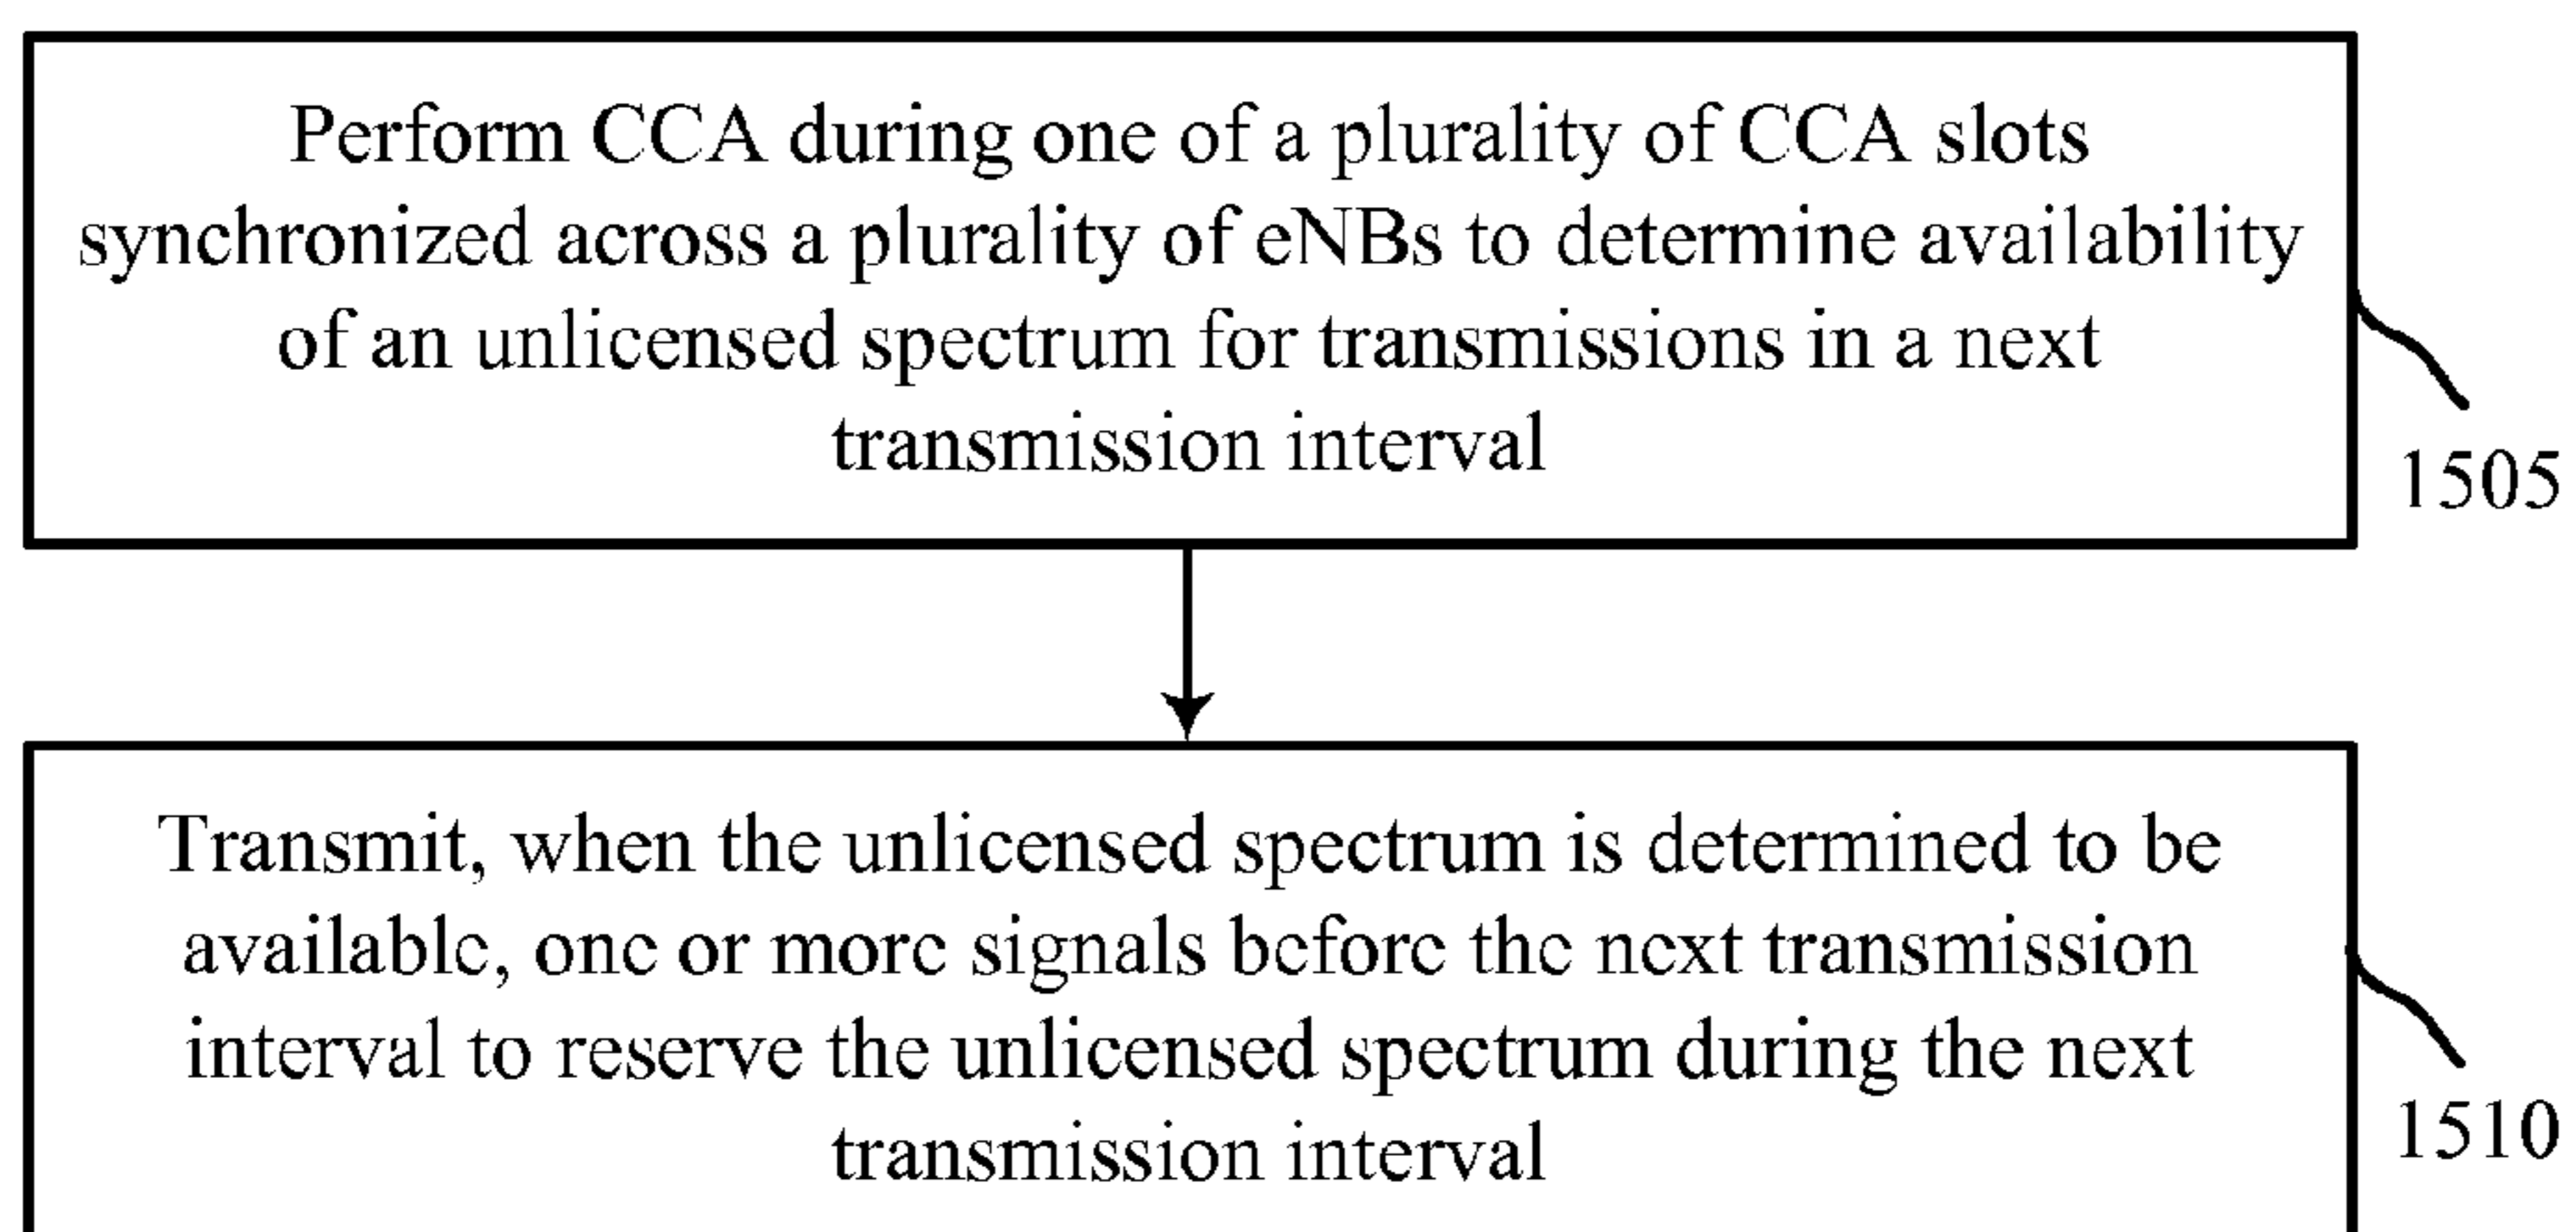 Perform CCA during one of a plurality of CCA slots
synchronized across a plurality of eNBs to determine availability
of an unlicensed spectrum for transmissions in a next
transmission interval
1505
Transmit, when the unlicensed spectrum is determined to be
available, one or more signals before the next transmission
interval to reserve the unlicensed spectrum during the next
transmission interval
1510